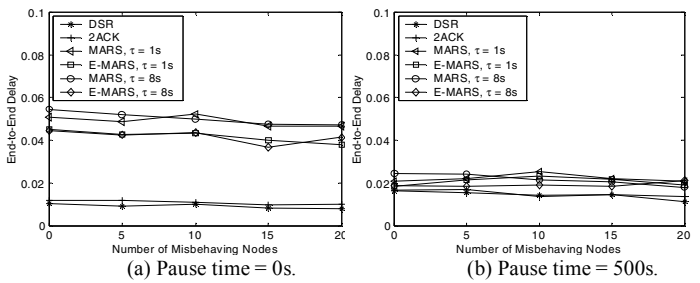 0.1
0.08
0.06
0.04
0.02
0
End-to-End Delay
DSR
2ACK
MARS, τ = 1s
E-MARS, τ = 1s
MARS, τ = 8s
E-MARS, τ = 8s
0 5 10 15 20
Number of Misbehaving Nodes
(a) Pause time = 0s.
0.1
0.08
0.06
0.04
0.02
0
End-to-End Delay
DSR
2ACK
MARS, τ = 1s
E-MARS, τ = 1s
MARS, τ = 8s
E-MARS, τ = 8s
0 5 10 15 20
Number of Misbehaving Nodes
(b) Pause time = 500s.